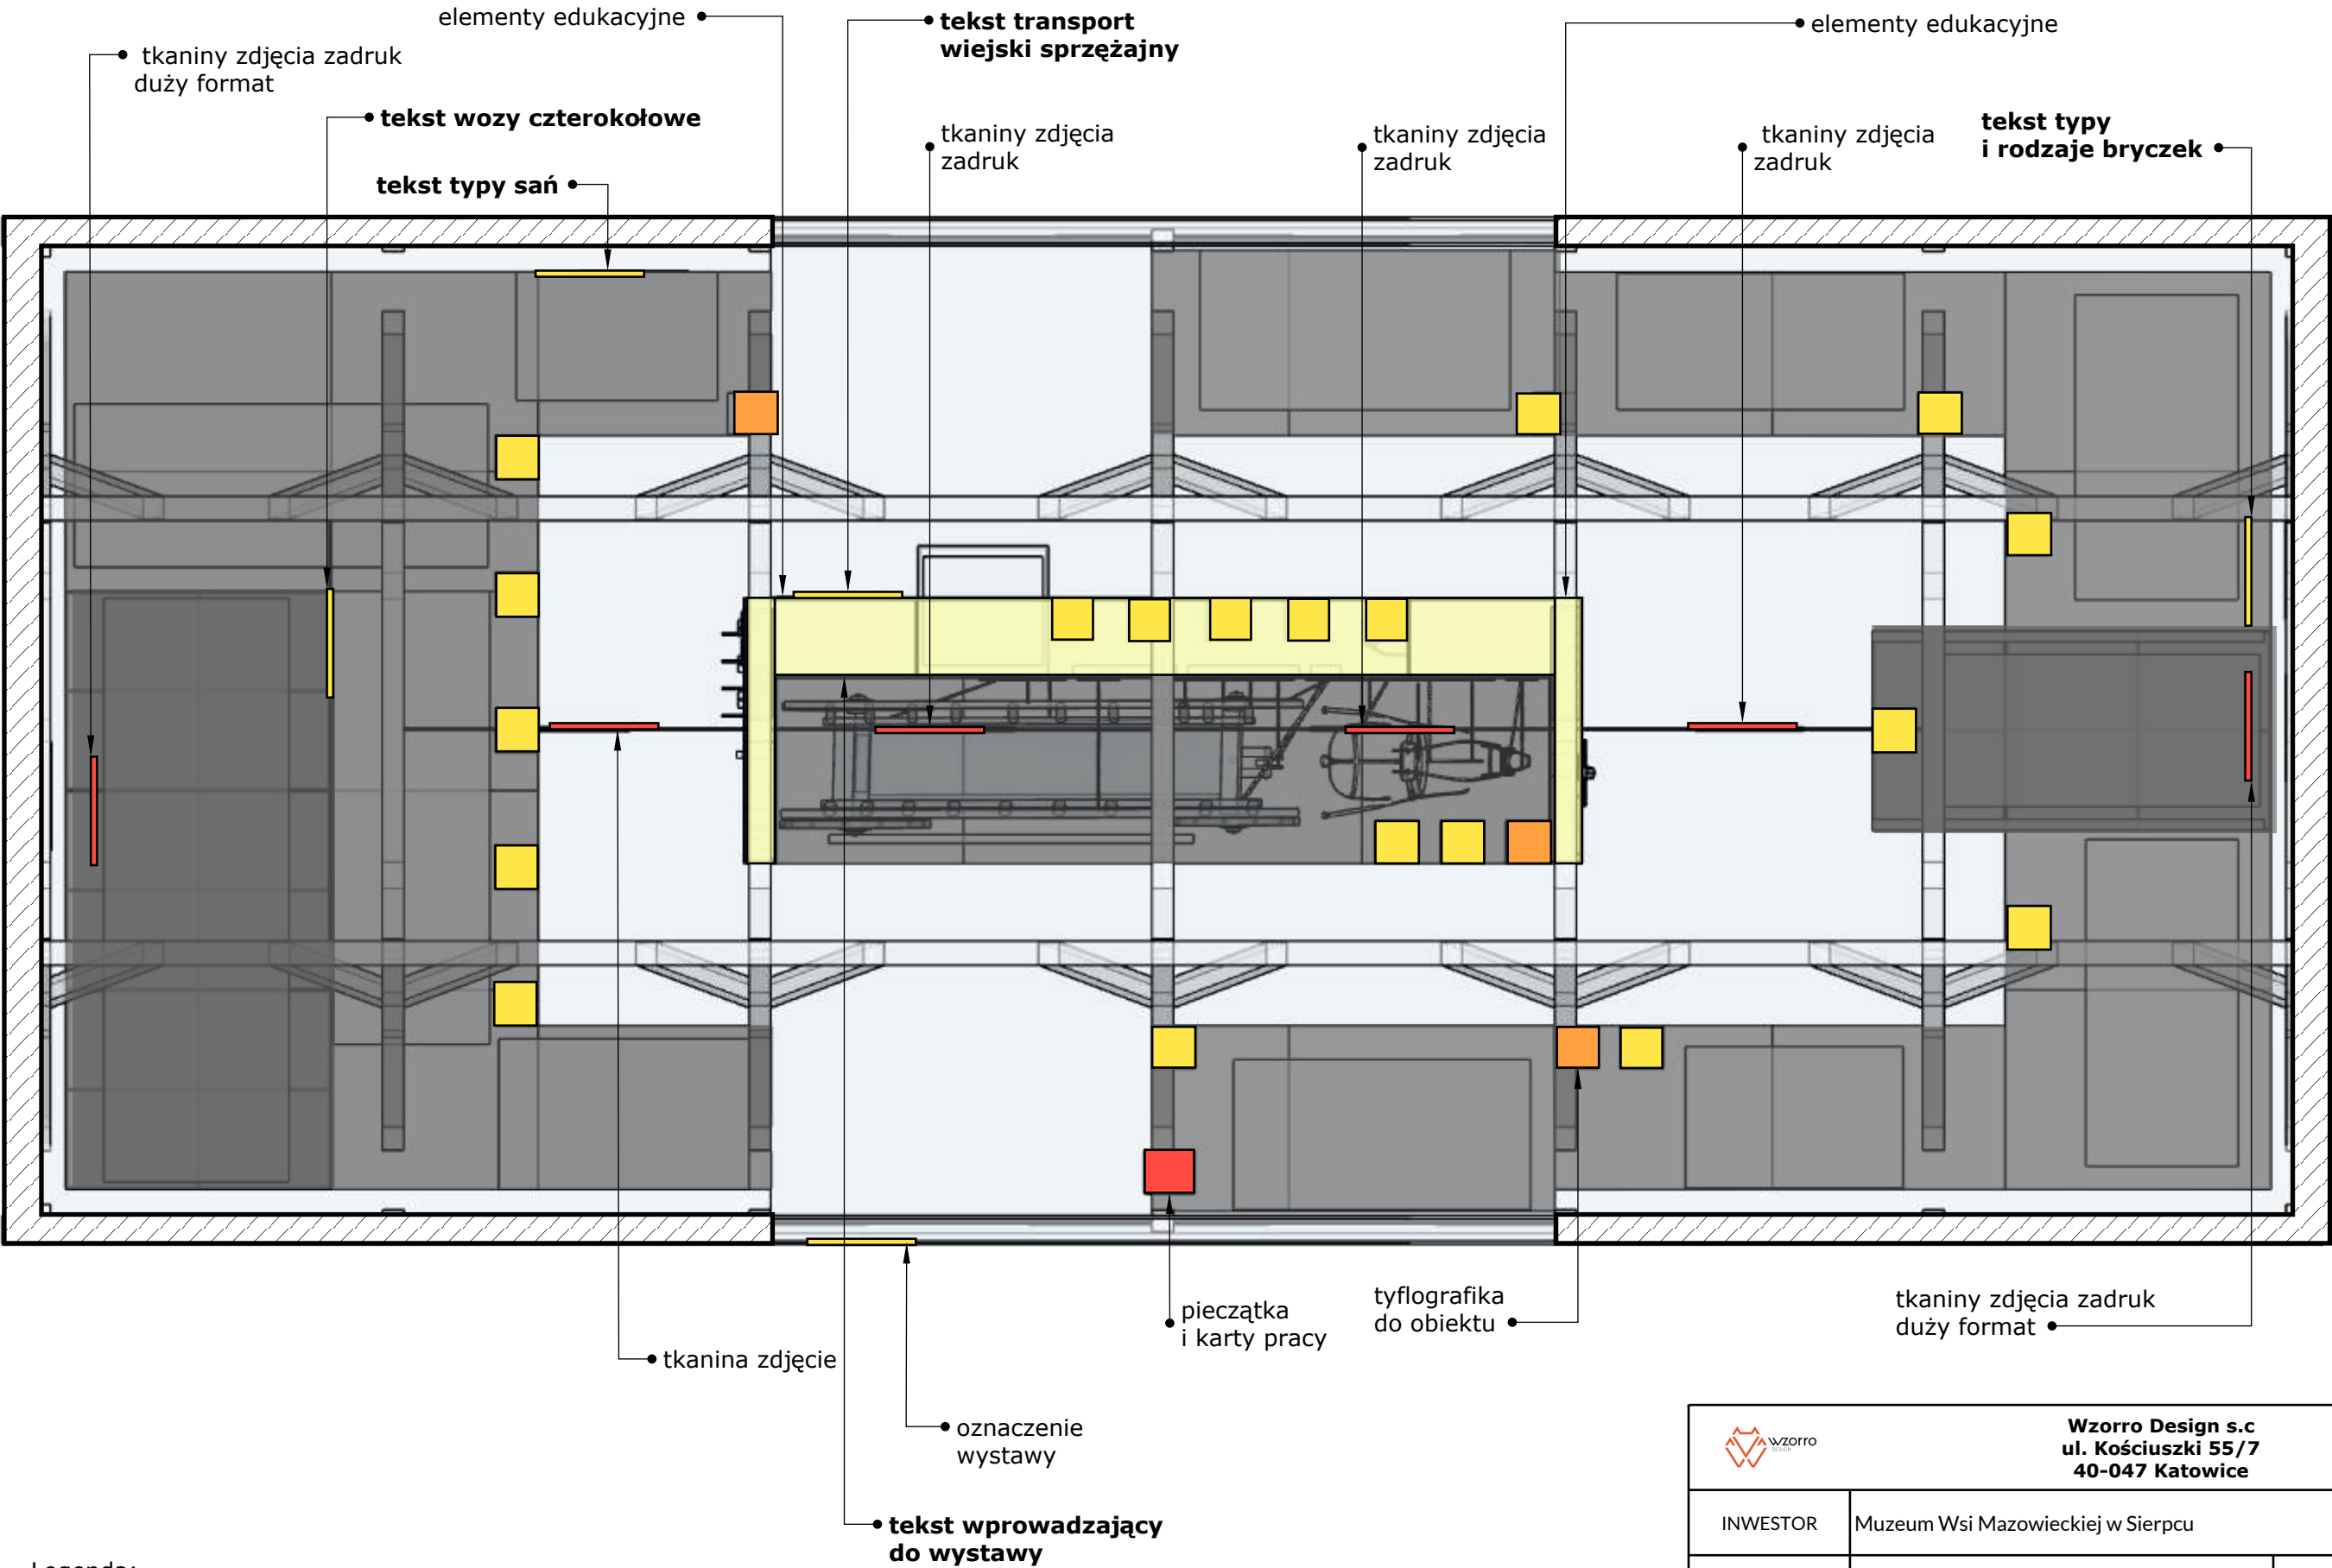 elementy edukacyjne
tekst transport
wiejski sprzężajny
elementy edukacyjne
tkaniny zdjęcia zadruk
duży format
tekst wozy czterokołowe
tkaniny zdjęcia
zadruk
tkaniny zdjęcia
zadruk
tkaniny zdjęcia
zadruk
tekst typy
i rodzaje bryczek
tekst typy sań
tyflografika
do obiektu
tkaniny zdjęcia zadruk
duży format
pieczątka
i karty pracy
tkanina zdjęcie
oznaczenie
wystawy
tekst wprowadzający
do wystawy
wzorro
DESIGN
Wzorro Design s.c
ul. Kościuszki 55/7
40-047 Katowice
INWESTOR
Muzeum Wsi Mazowieckiej w Sierpcu
Legenda: